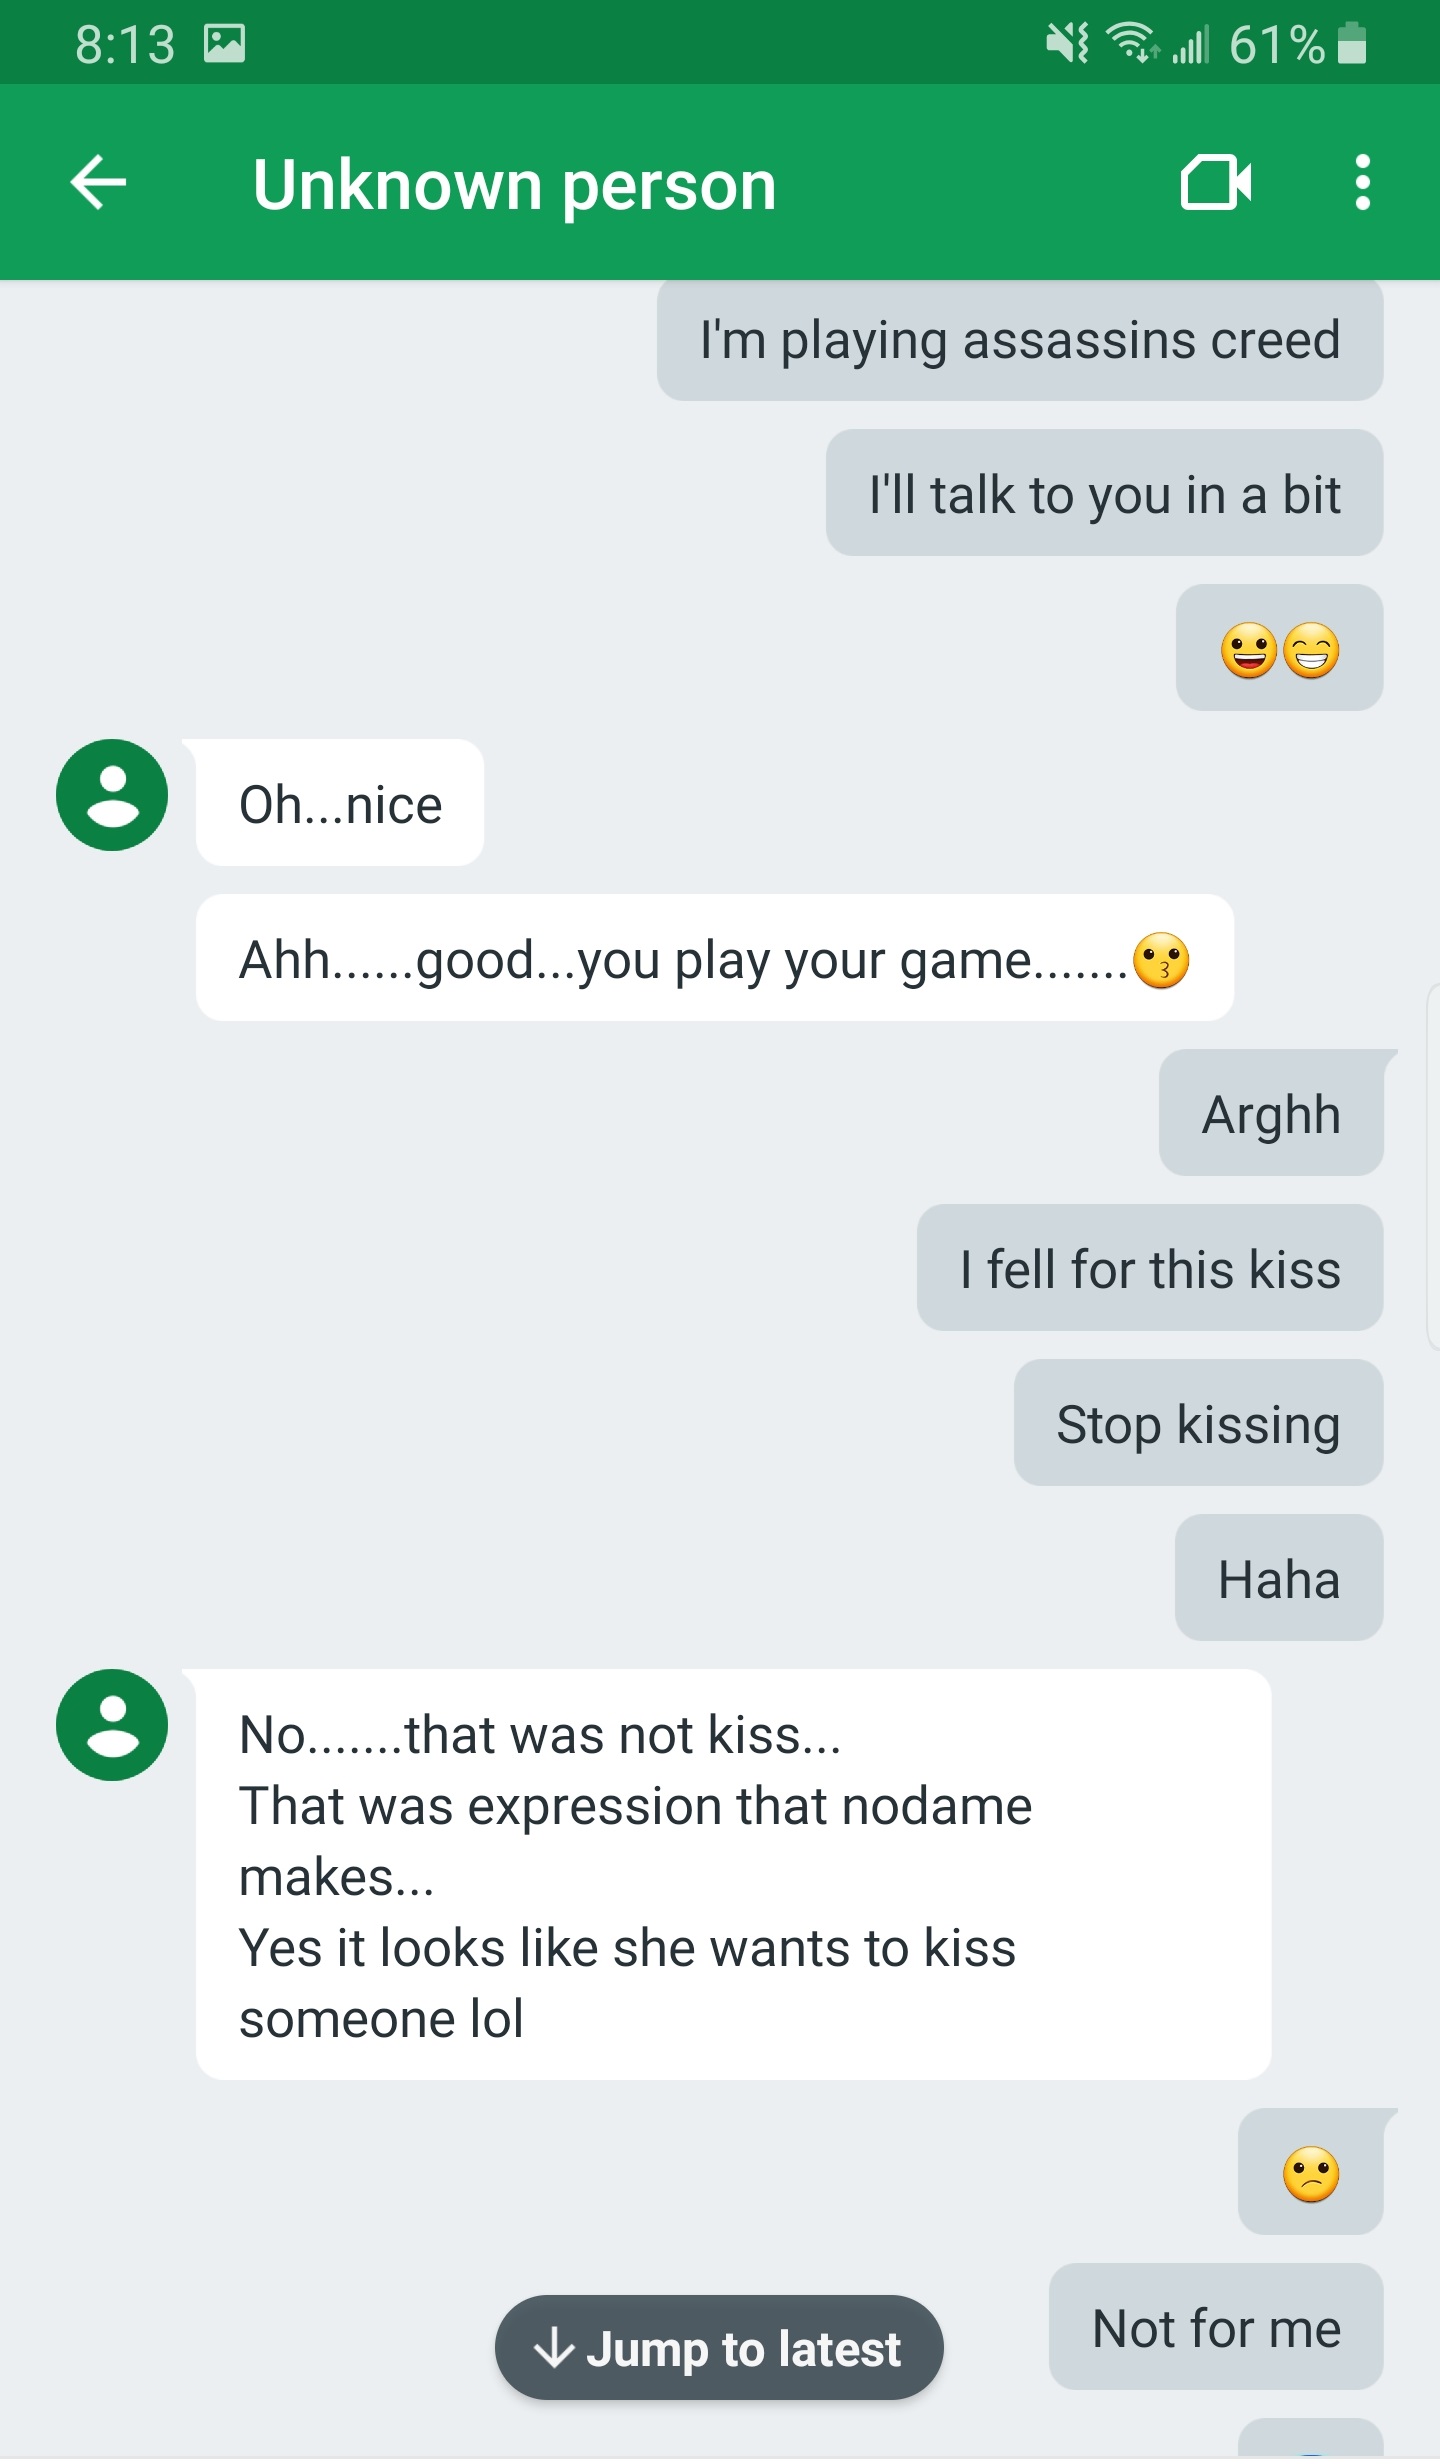 8:13 61%
Unknown person
I'm playing assassins creed
I'll talk to you in a bit
😀😁
Oh...nice
Ahh......good...you play your game.......😗
Arghh
I fell for this kiss
Stop kissing
Haha
No.......that was not kiss...
That was expression that nodame
makes...
Yes it looks like she wants to kiss
someone lol
🙁
Not for me
Jump to latest